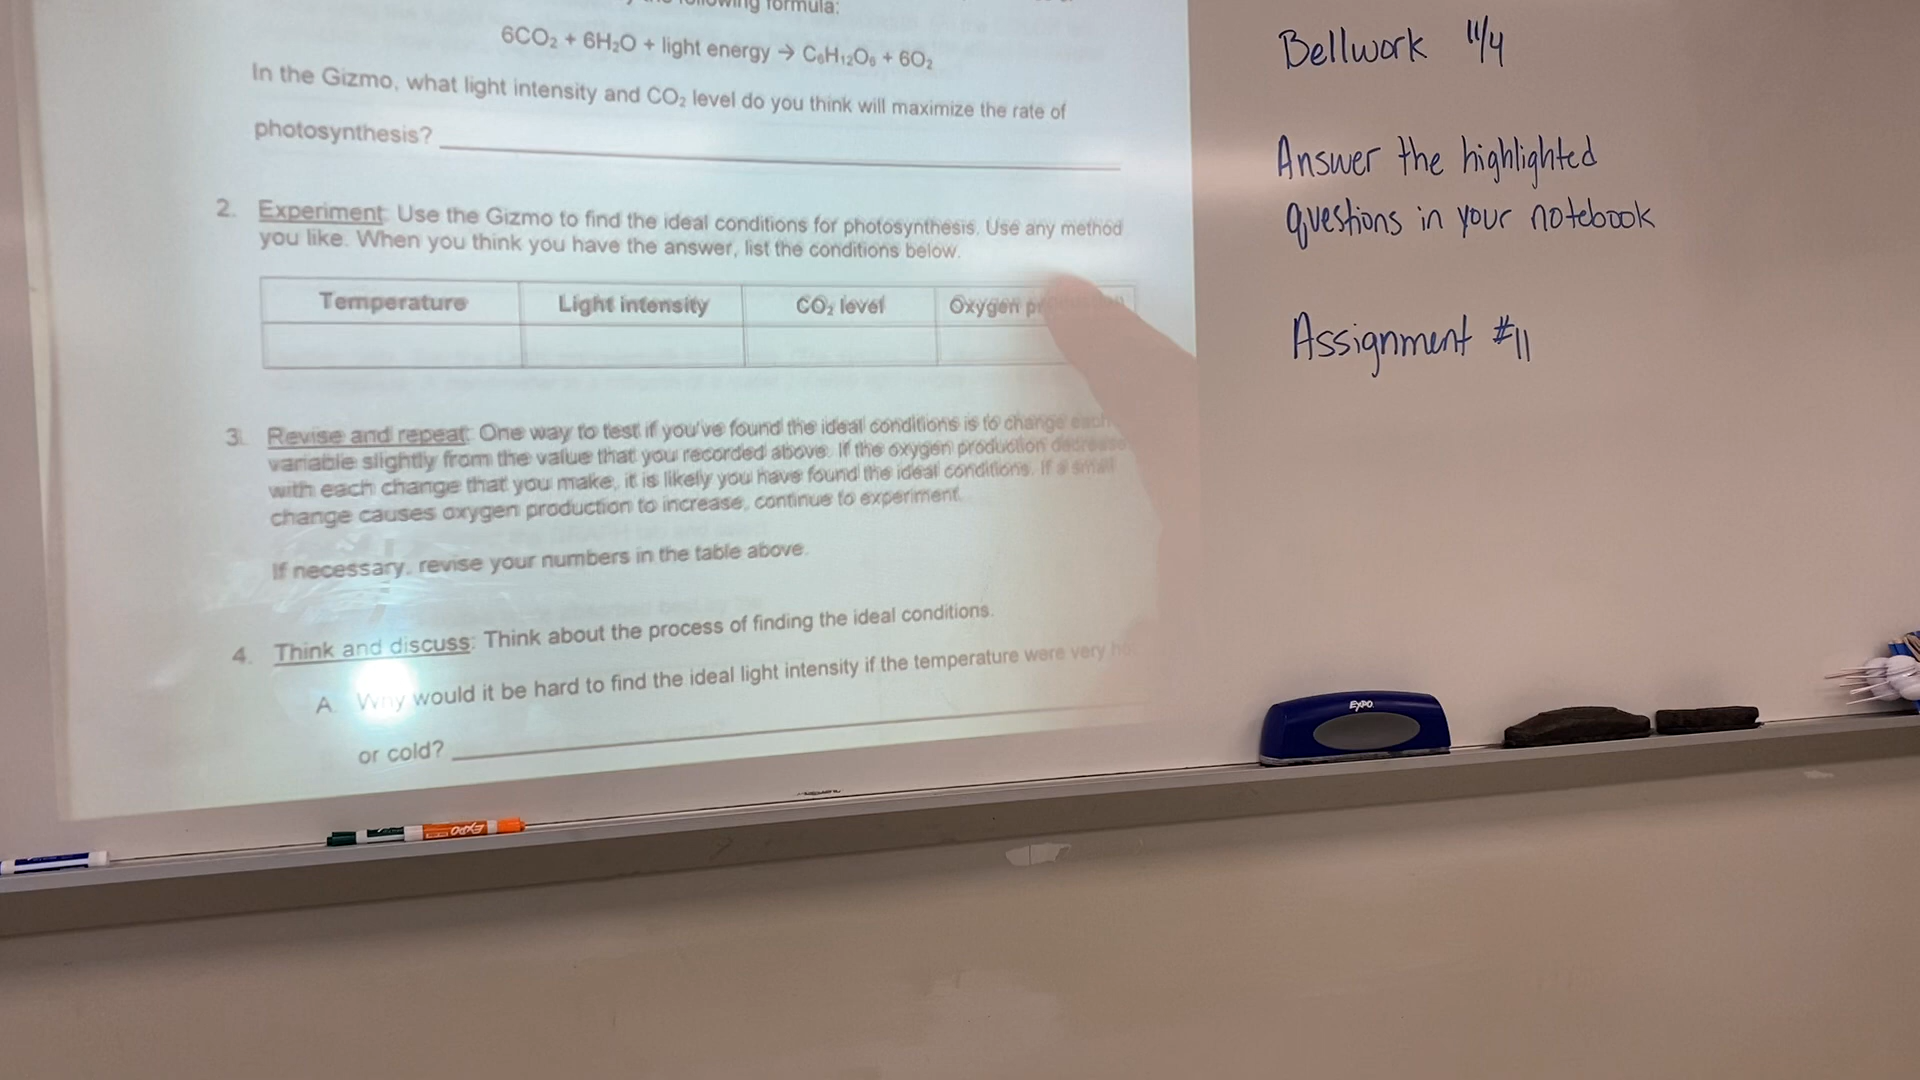 following formula:
6CO₂ + 6H₂O + light energy → C₆H₁₂O₆ + 6O₂
In the Gizmo, what light intensity and CO₂ level do you think will maximize the rate of
photosynthesis?
2. Experiment: Use the Gizmo to find the ideal conditions for photosynthesis. Use any method
you like. When you think you have the answer, list the conditions below.
Temperature Light intensity CO₂ level Oxygen
3. Revise and repeat: One way to test if you've found the ideal conditions is to change each
variable slightly from the value that you recorded above. If the oxygen production decrease
with each change that you make, it is likely you have found the ideal conditions. If a small
change causes oxygen production to increase, continue to experiment.
If necessary, revise your numbers in the table above.
4. Think and discuss: Think about the process of finding the ideal conditions.
A. Why would it be hard to find the ideal light intensity if the temperature were very
or cold?
Bellwork 11/4
Answer the highlighted
questions in your notebook
Assignment #11
EXPO
EXPO